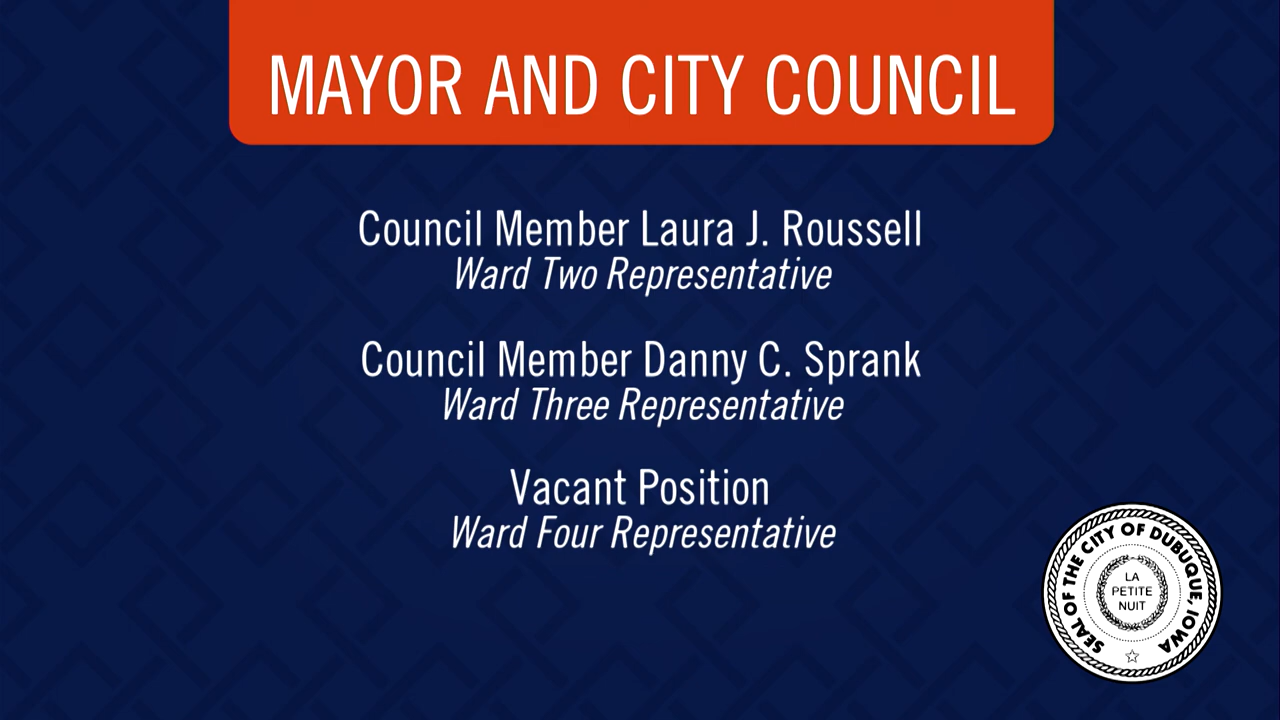 MAYOR AND CITY COUNCIL
Council Member Laura J. Roussell
Ward Two Representative
Council Member Danny C. Sprank
Ward Three Representative
Vacant Position
Ward Four Representative
SEAL OF THE CITY OF DUBUQUE, IOWA
LA
PETITE
NUIT